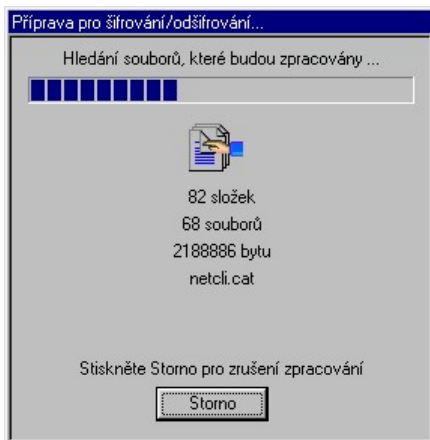 Příprava pro šifrování/odšifrování...
Hledání souborů, které budou zpracovány ...
82 složek
68 souborů
2188886 bytu
netcli.cat
Stiskněte Storno pro zrušení zpracování
Storno